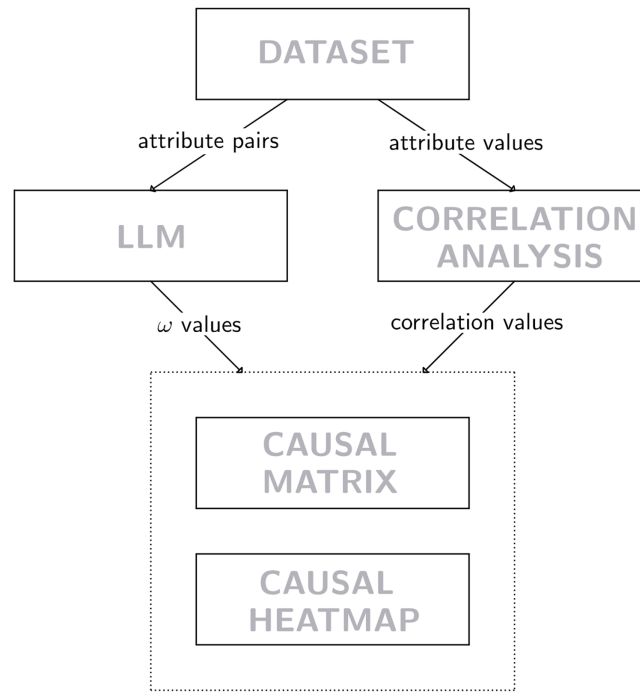 DATASET
attribute pairs
attribute values
LLM
CORRELATION
ANALYSIS
ω values
correlation values
CAUSAL
MATRIX
CAUSAL
HEATMAP